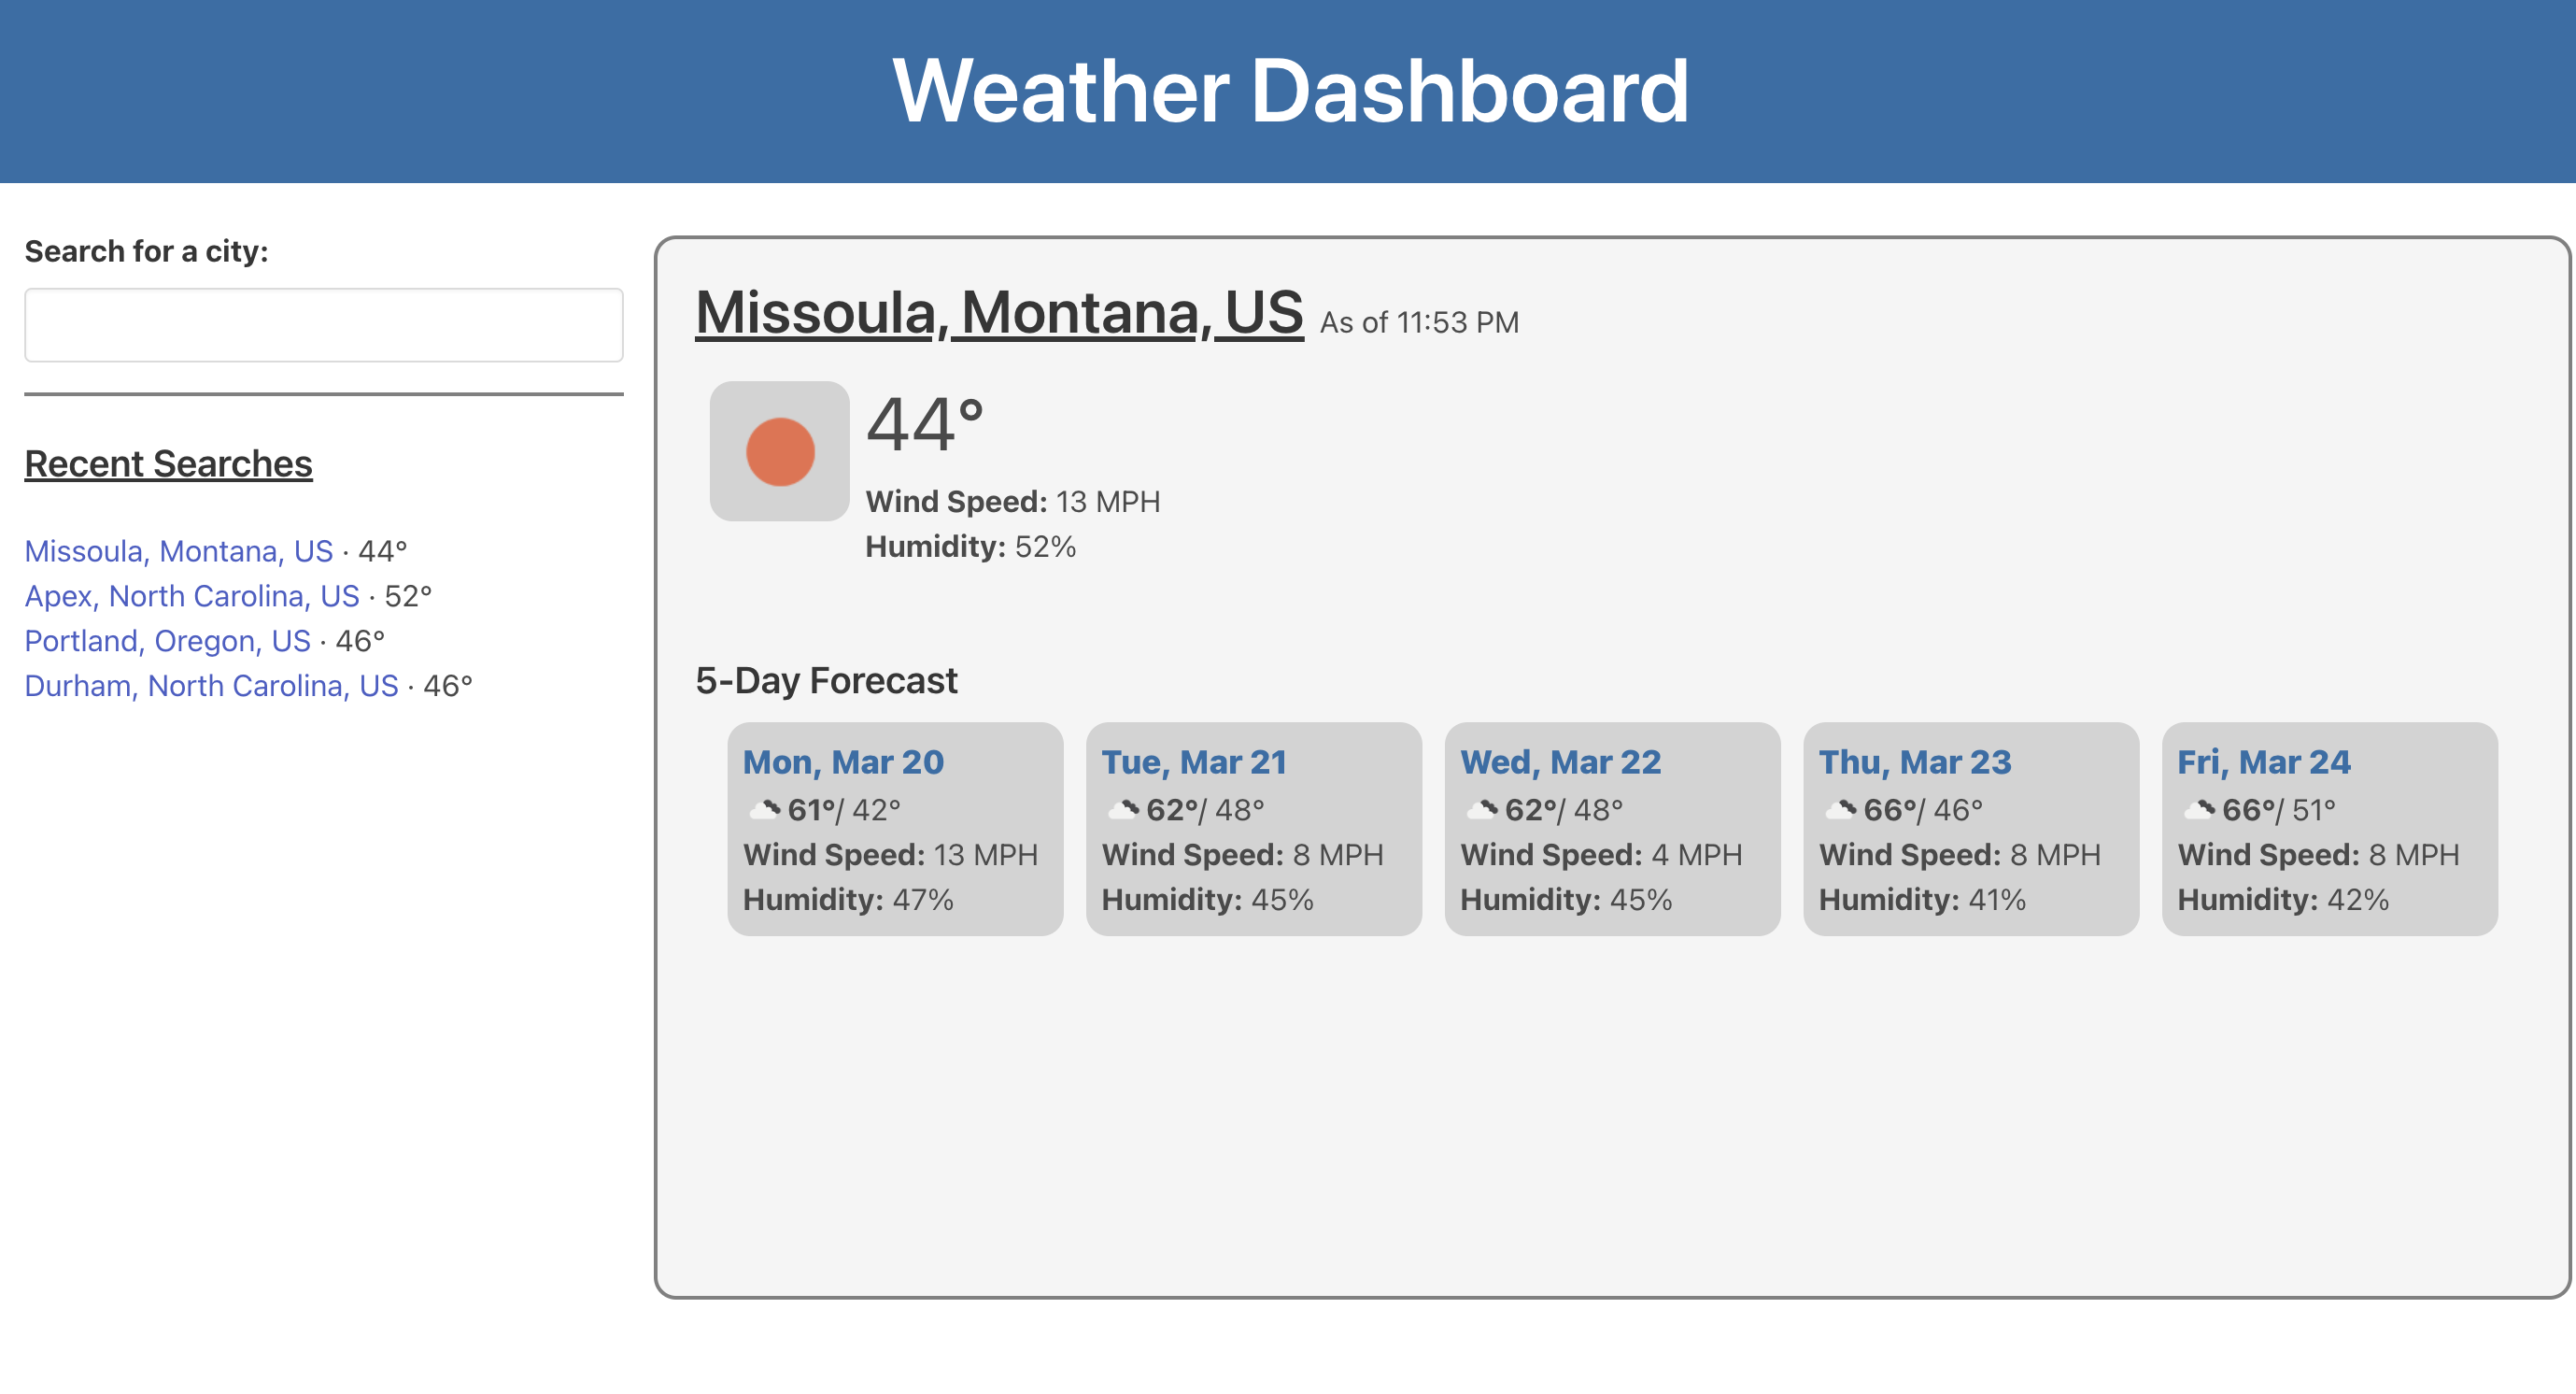 Weather Dashboard
Search for a city:
Recent Searches
Missoula, Montana, US · 44°
Apex, North Carolina, US · 52°
Portland, Oregon, US · 46°
Durham, North Carolina, US · 46°
Missoula, Montana, US As of 11:53 PM
44°
Wind Speed: 13 MPH
Humidity: 52%
5-Day Forecast
Mon, Mar 20
61°/ 42°
Wind Speed: 13 MPH
Humidity: 47%
Tue, Mar 21
62°/ 48°
Wind Speed: 8 MPH
Humidity: 45%
Wed, Mar 22
62°/ 48°
Wind Speed: 4 MPH
Humidity: 45%
Thu, Mar 23
66°/ 46°
Wind Speed: 8 MPH
Humidity: 41%
Fri, Mar 24
66°/ 51°
Wind Speed: 8 MPH
Humidity: 42%